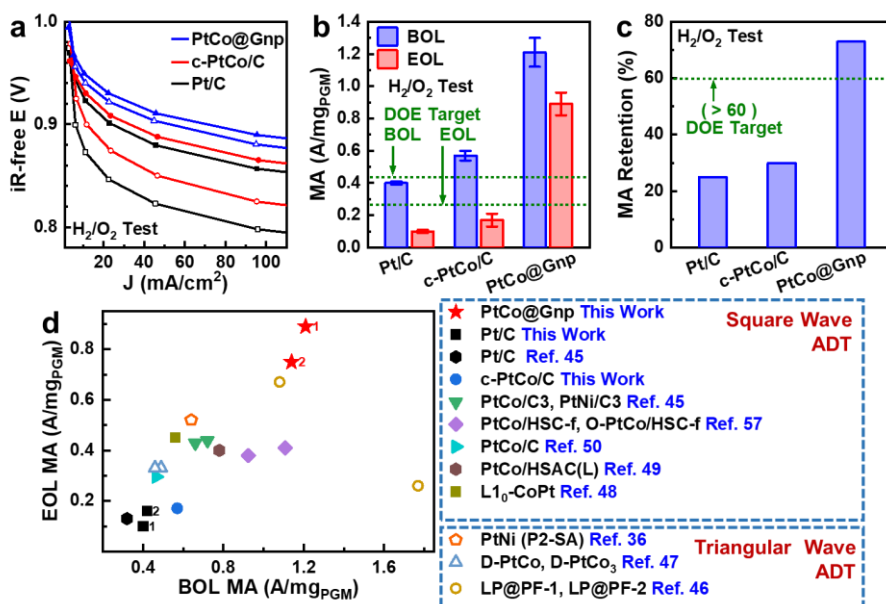 a
1.0
0.9
0.8
iR-free E (V)
PtCo@Gnp
c-PtCo/C
Pt/C
H₂/O₂ Test
20 40 60 80 100
J (mA/cm²)
b
1.4
1.2
1.0
0.8
0.6
0.4
0.2
0.0
MA (A/mgPGM)
BOL
EOL
H₂/O₂ Test
DOE Target
BOL EOL
Pt/C
c-PtCo/C
PtCo@Gnp
c
80
60
40
20
0
MA Retention (%)
H₂/O₂ Test
( > 60 )
DOE Target
Pt/C
c-PtCo/C
PtCo@Gnp
d
0.8
0.6
0.4
0.2
EOL MA (A/mgPGM)
1
2
2
1
0.4 0.8 1.2 1.6
BOL MA (A/mgPGM)
PtCo@Gnp This Work
Pt/C This Work
Pt/C Ref. 45
c-PtCo/C This Work
PtCo/C3, PtNi/C3 Ref. 45
PtCo/HSC-f, O-PtCo/HSC-f Ref. 57
PtCo/C Ref. 50
PtCo/HSAC(L) Ref. 49
L1₀-CoPt Ref. 48
Square Wave
ADT
PtNi (P2-SA) Ref. 36
D-PtCo, D-PtCo₃ Ref. 47
LP@PF-1, LP@PF-2 Ref. 46
Triangular Wave
ADT